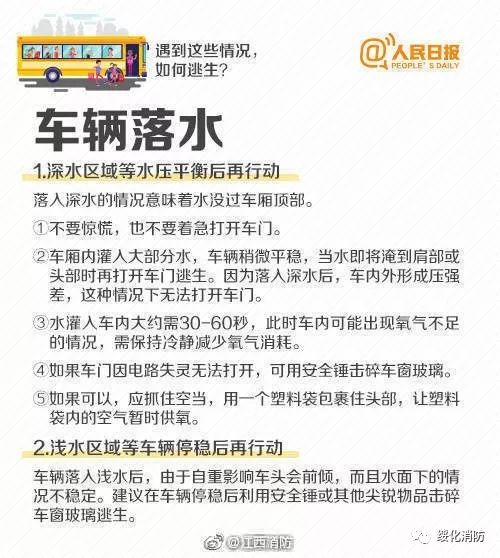 遇到这些情况，
如何逃生？
@人民日报
PEOPLE'S DAILY
车辆落水
1.深水区域等水压平衡后再行动
落入深水的情况意味着水没过车厢顶部。
①不要惊慌，也不要着急打开车门。
②车厢内灌入大部分水，车辆稍微平稳，当水即将淹到肩部或
头部时再打开车门逃生。因为落入深水后，车内外形成压强
差，这种情况下无法打开车门。
③水灌入车内大约需30-60秒，此时车内可能出现氧气不足
的情况，需保持冷静减少氧气消耗。
④如果车门因电路失灵无法打开，可用安全锤击碎车窗玻璃。
⑤如果可以，应抓住空当，用一个塑料袋包裹住头部，让塑料
袋内的空气暂时供氧。
2.浅水区域等车辆停稳后再行动
车辆落入浅水后，由于自重影响车头会前倾，而且水面下的情
况不稳定。建议在车辆停稳后利用安全锤或其他尖锐物品击碎
车窗玻璃逃生。
@江西消防
绥化消防